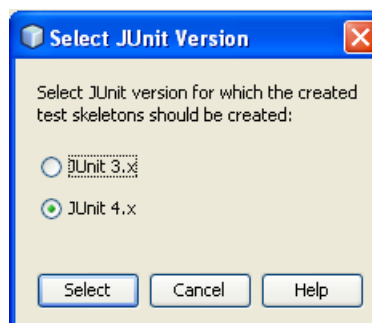 Select JUnit Version
Select JUnit version for which the created
test skeletons should be created:
JUnit 3.x
JUnit 4.x
Select Cancel Help